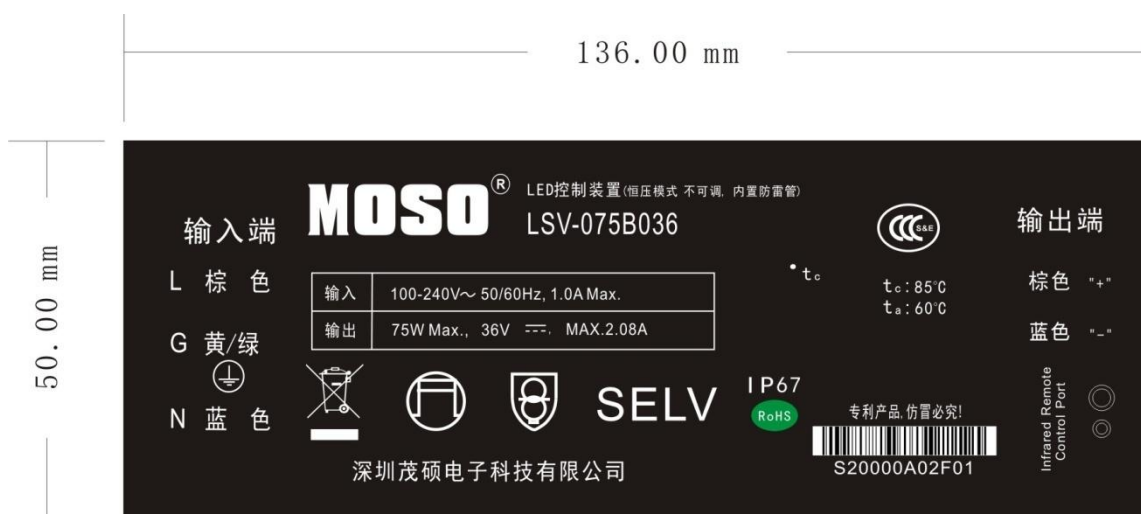 136.00 mm
50.00 mm
MOSO®
LED控制装置(恒压模式 不可调, 内置防雷管)
LSV-075B036
输入端
L 棕 色
G 黄/绿
N 蓝 色
输入 100-240V～ 50/60Hz, 1.0A Max.
输出 75W Max., 36V ⎓. MAX.2.08A
SELV
IP67
RoHS
深圳茂硕电子科技有限公司
tc
CCC S&E
tc:85℃
ta:60℃
专利产品,仿冒必究!
S20000A02F01
输出端
棕色 "+"
蓝色 "-"
Infrared Remote
Control Port